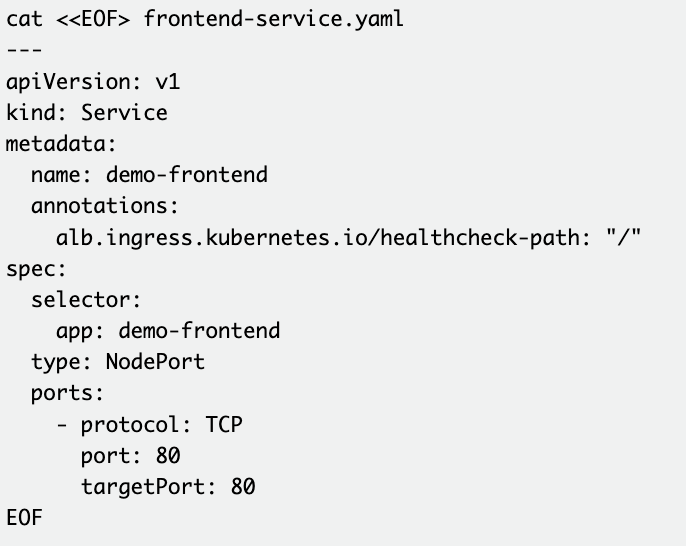 cat <<EOF> frontend-service.yaml
---
apiVersion: v1
kind: Service
metadata:
  name: demo-frontend
  annotations:
    alb.ingress.kubernetes.io/healthcheck-path: "/"
spec:
  selector:
    app: demo-frontend
  type: NodePort
  ports:
    - protocol: TCP
      port: 80
      targetPort: 80
EOF